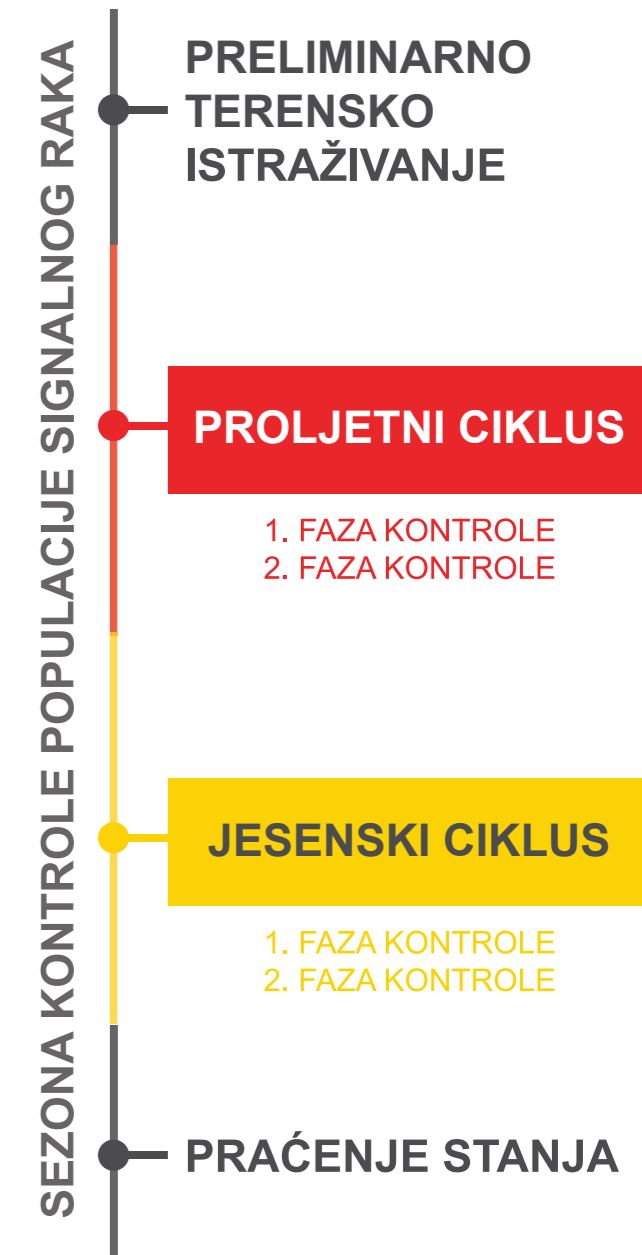 SEZONA KONTROLE POPULACIJE SIGNALNOG RAKA
PRELIMINARNO
TERENSKO
ISTRAŽIVANJE
PROLJETNI CIKLUS
1. FAZA KONTROLE
2. FAZA KONTROLE
JESENSKI CIKLUS
1. FAZA KONTROLE
2. FAZA KONTROLE
PRAĆENJE STANJA